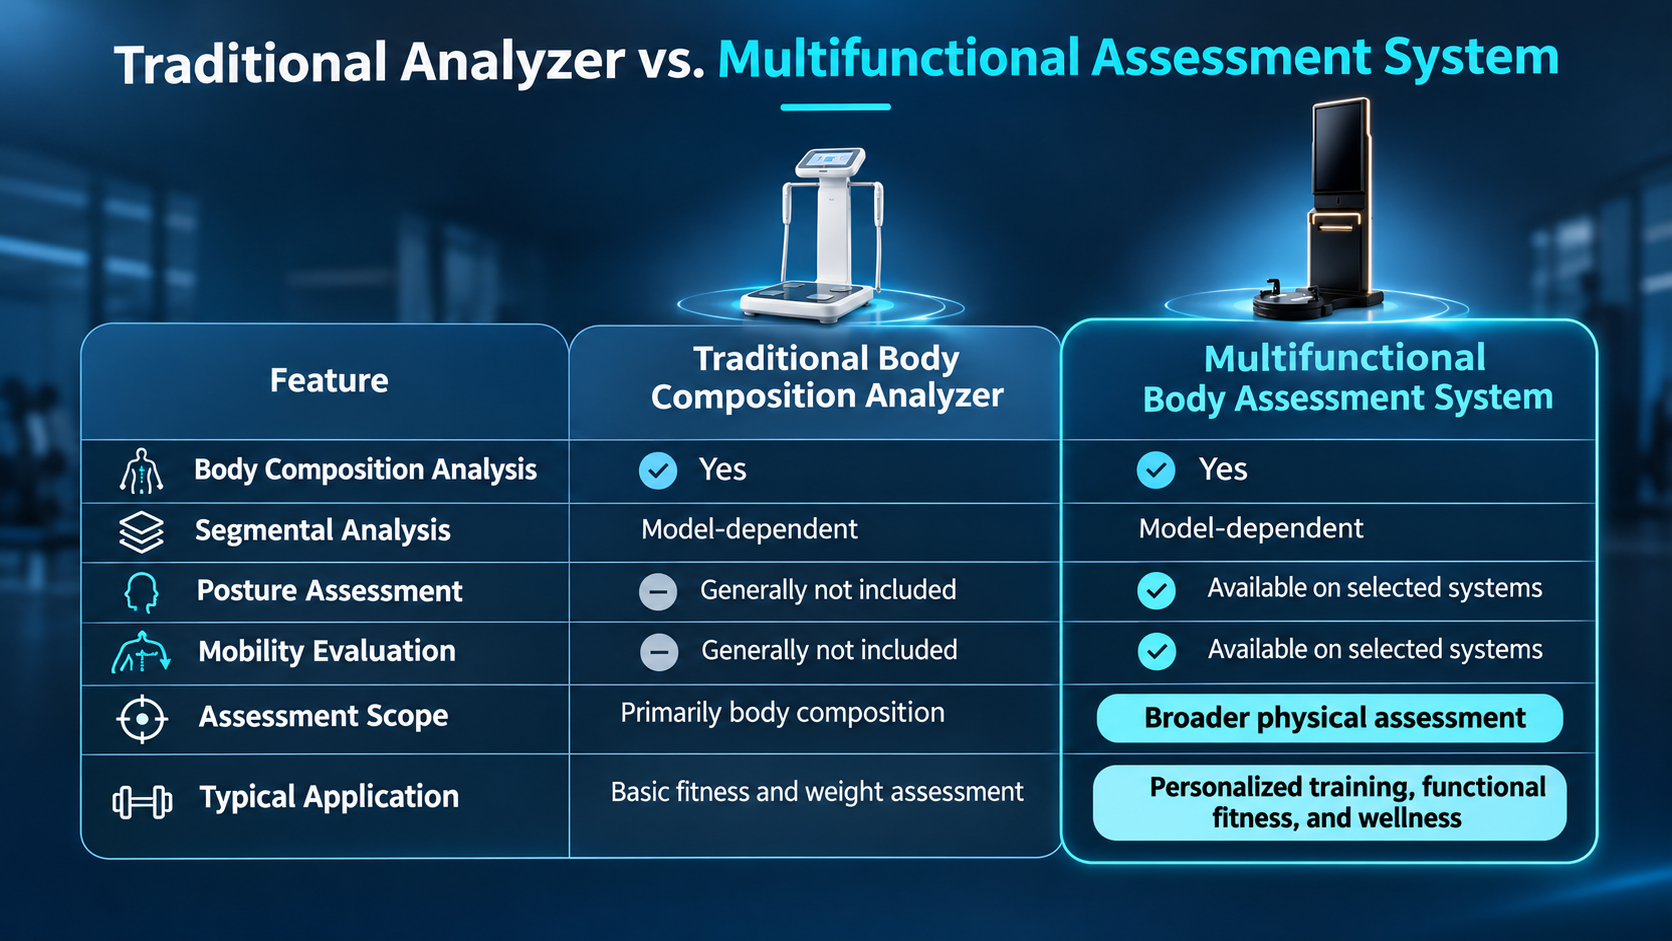 Traditional Analyzer vs. Multifunctional Assessment System
Feature
Traditional Body
Composition Analyzer
Multifunctional
Body Assessment System
Body Composition Analysis
Yes
Yes
Segmental Analysis
Model-dependent
Model-dependent
Posture Assessment
Generally not included
Available on selected systems
Mobility Evaluation
Generally not included
Available on selected systems
Assessment Scope
Primarily body composition
Broader physical assessment
Typical Application
Basic fitness and weight assessment
Personalized training, functional
fitness, and wellness